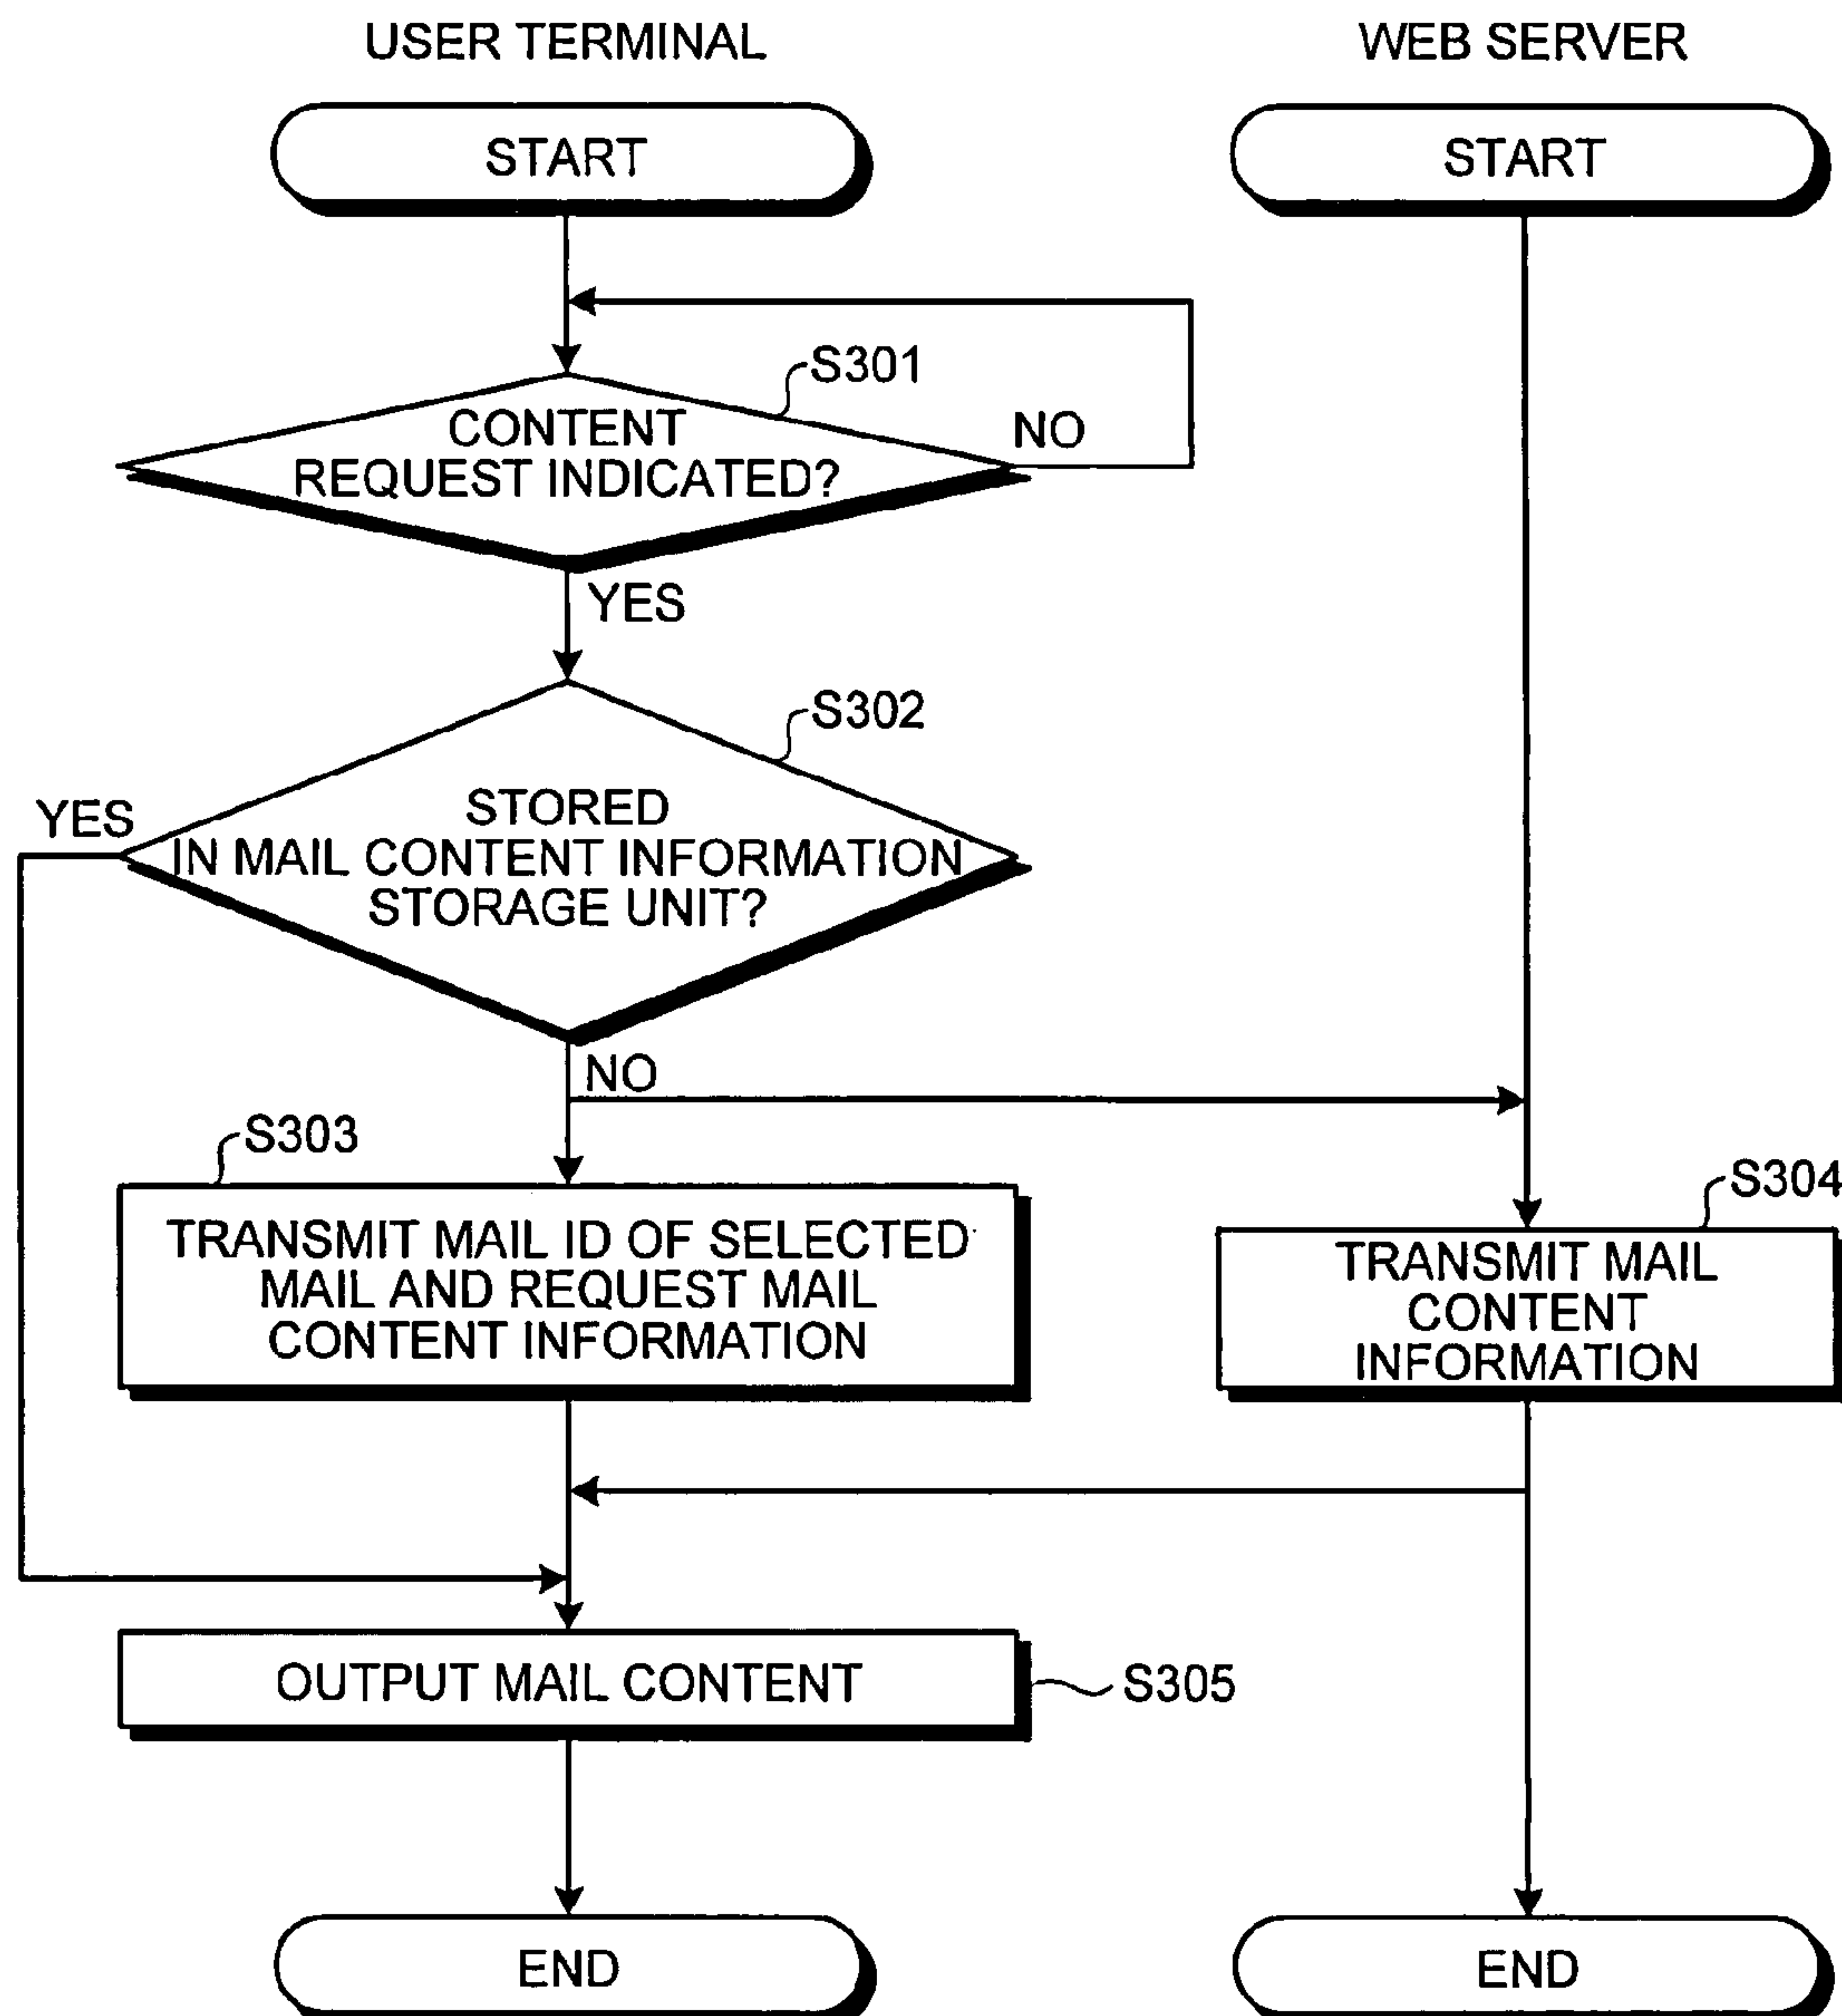 USER TERMINAL
WEB SERVER
START
START
S301
CONTENT
REQUEST INDICATED?
NO
YES
S302
YES
STORED
IN MAIL CONTENT INFORMATION
STORAGE UNIT?
NO
S303
S304
TRANSMIT MAIL ID OF SELECTED
MAIL AND REQUEST MAIL
CONTENT INFORMATION
TRANSMIT MAIL
CONTENT
INFORMATION
OUTPUT MAIL CONTENT
S305
END
END